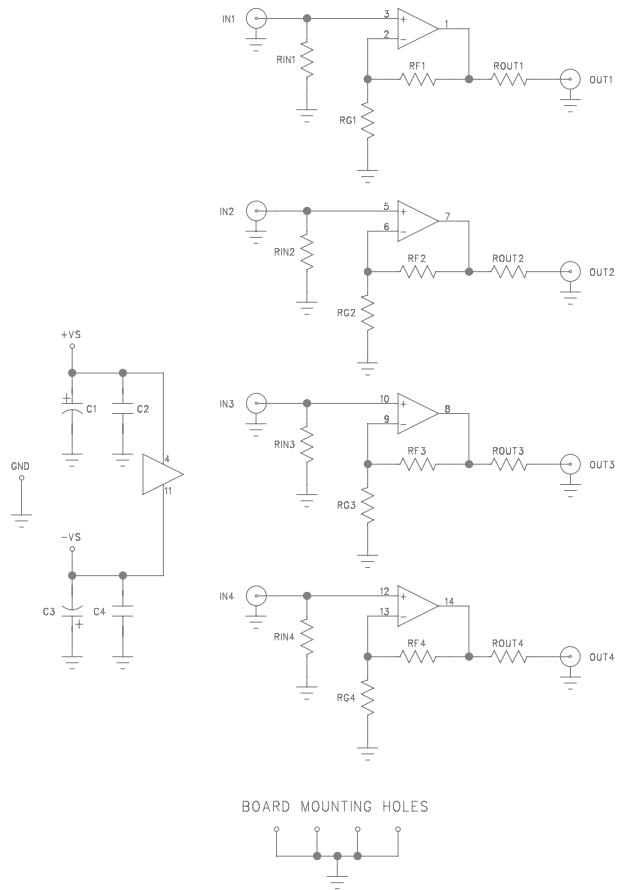 IN1
3
+
1
2
−
RIN1
RF1
ROUT1
OUT1
RG1
IN2
5
+
7
6
−
RIN2
RF2
ROUT2
OUT2
RG2
+VS
+
C1
C2
4
11
GND
−VS
C3
+
C4
IN3
10
+
8
9
−
RIN3
RF3
ROUT3
OUT3
RG3
IN4
12
+
14
13
−
RIN4
RF4
ROUT4
OUT4
RG4
BOARD MOUNTING HOLES